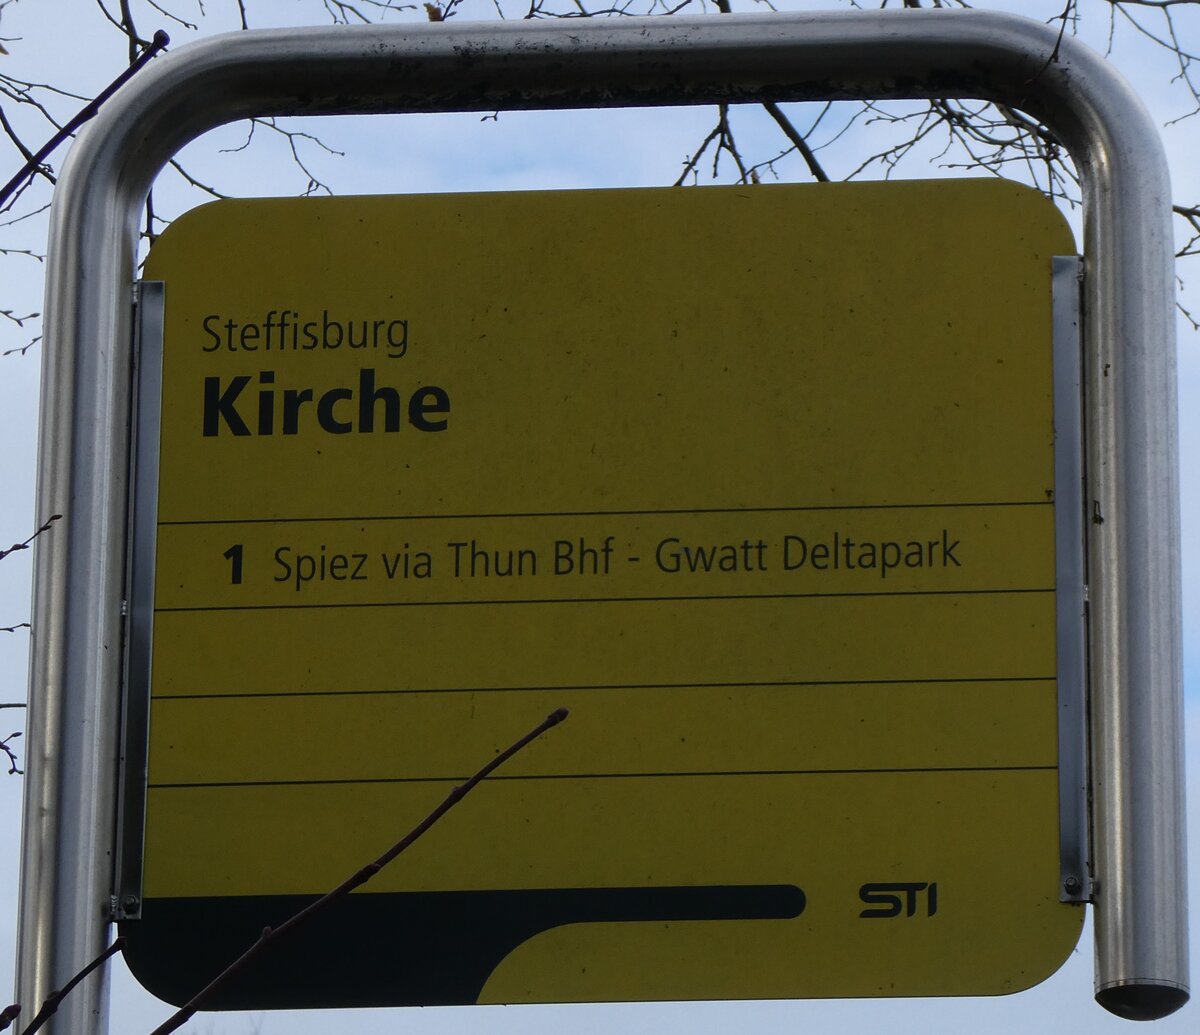 Steffisburg
Kirche
1 Spiez via Thun Bhf - Gwatt Deltapark
STI